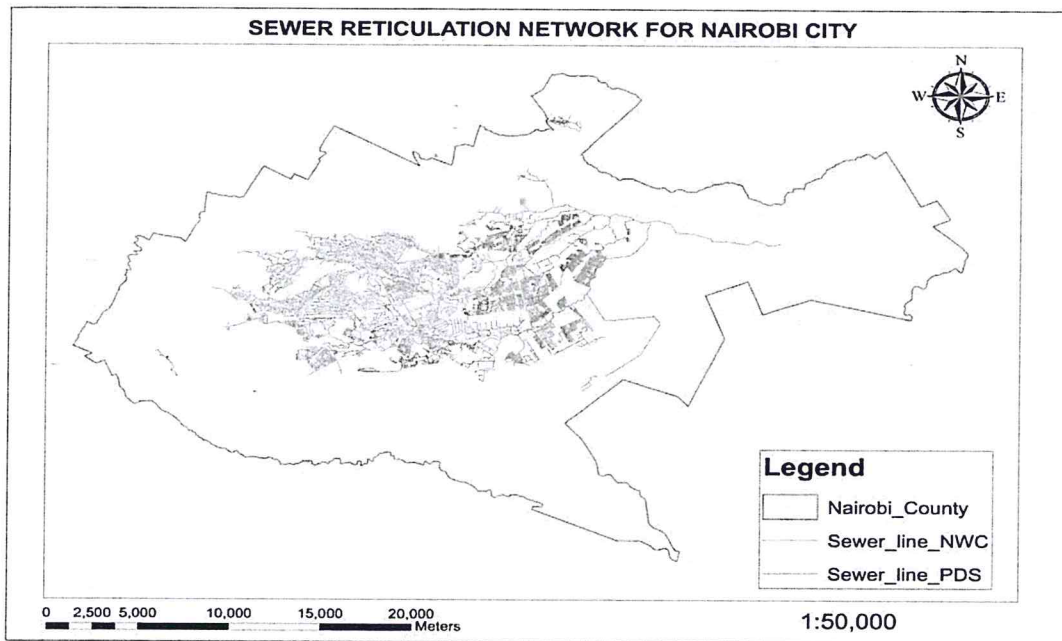 SEWER RETICULATION NETWORK FOR NAIROBI CITY
N
W E
S
Legend
Nairobi_County
Sewer_line_NWC
Sewer_line_PDS
0 2,500 5,000 10,000 15,000 20,000
Meters
1:50,000